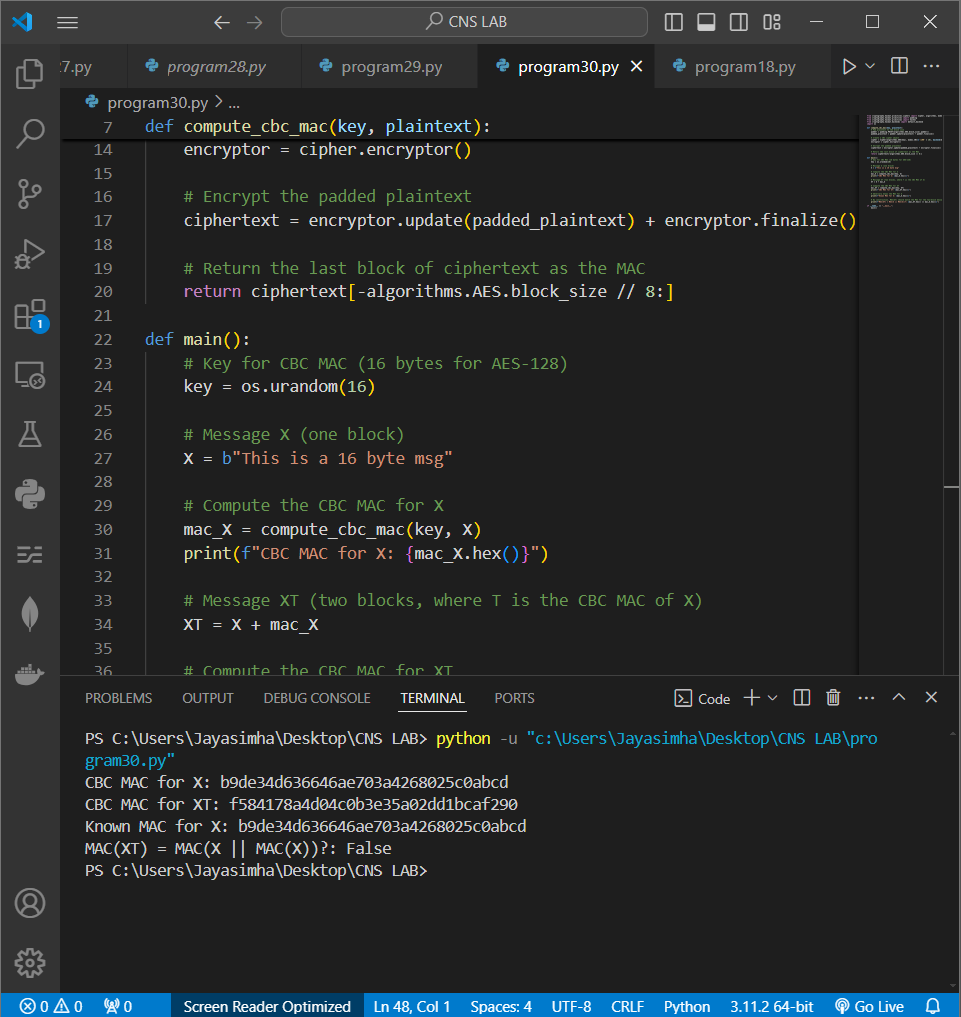 CNS LAB
7.py program28.py program29.py program30.py program18.py
program30.py > ...
7 def compute_cbc_mac(key, plaintext):
14 encryptor = cipher.encryptor()
15
16 # Encrypt the padded plaintext
17 ciphertext = encryptor.update(padded_plaintext) + encryptor.finalize()
18
19 # Return the last block of ciphertext as the MAC
20 return ciphertext[-algorithms.AES.block_size // 8:]
21
22 def main():
23 # Key for CBC MAC (16 bytes for AES-128)
24 key = os.urandom(16)
25
26 # Message X (one block)
27 X = b"This is a 16 byte msg"
28
29 # Compute the CBC MAC for X
30 mac_X = compute_cbc_mac(key, X)
31 print(f"CBC MAC for X: {mac_X.hex()}")
32
33 # Message XT (two blocks, where T is the CBC MAC of X)
34 XT = X + mac_X
35
36 # Compute the CBC MAC for XT
1
PROBLEMS OUTPUT DEBUG CONSOLE TERMINAL PORTS Code
PS C:\Users\Jayasimha\Desktop\CNS LAB> python -u "c:\Users\Jayasimha\Desktop\CNS LAB\pro
gram30.py"
CBC MAC for X: b9de34d636646ae703a4268025c0abcd
CBC MAC for XT: f584178a4d04c0b3e35a02dd1bcaf290
Known MAC for X: b9de34d636646ae703a4268025c0abcd
MAC(XT) = MAC(X || MAC(X))?: False
PS C:\Users\Jayasimha\Desktop\CNS LAB>
0 0 0 Screen Reader Optimized Ln 48, Col 1 Spaces: 4 UTF-8 CRLF Python 3.11.2 64-bit Go Live